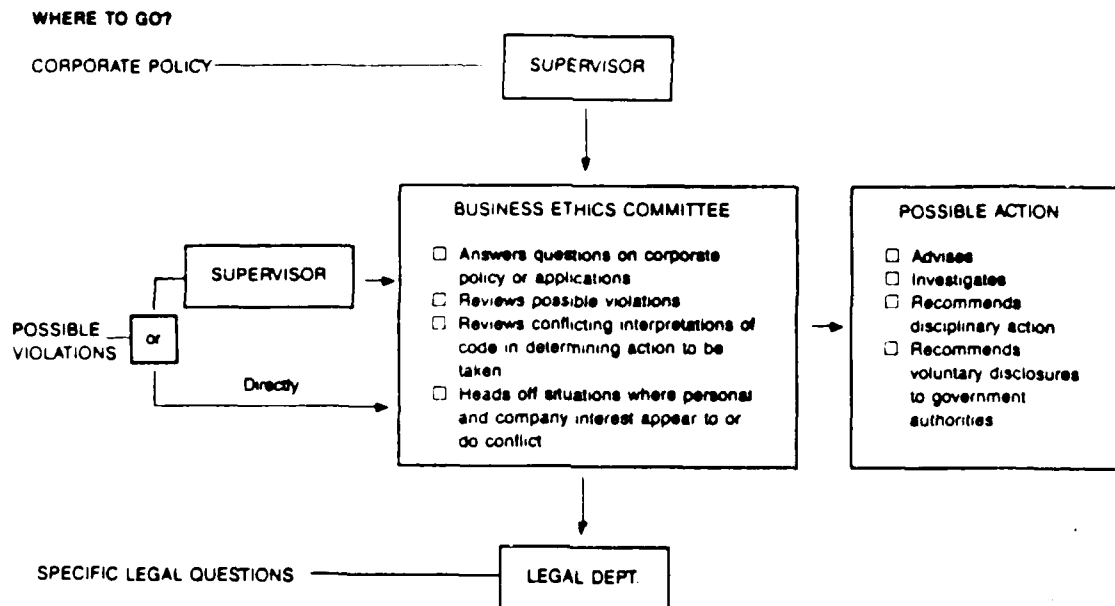 WHERE TO GO?
CORPORATE POLICY
SUPERVISOR
BUSINESS ETHICS COMMITTEE
☐ Answers questions on corporate
policy or applications
☐ Reviews possible violations
☐ Reviews conflicting interpretations of
code in determining action to be
taken
☐ Heads off situations where personal
and company interest appear to or
do conflict
POSSIBLE ACTION
☐ Advises
☐ Investigates
☐ Recommends
disciplinary action
☐ Recommends
voluntary disclosures
to government
authorities
SUPERVISOR
POSSIBLE
VIOLATIONS
or
Directly
SPECIFIC LEGAL QUESTIONS
LEGAL DEPT.